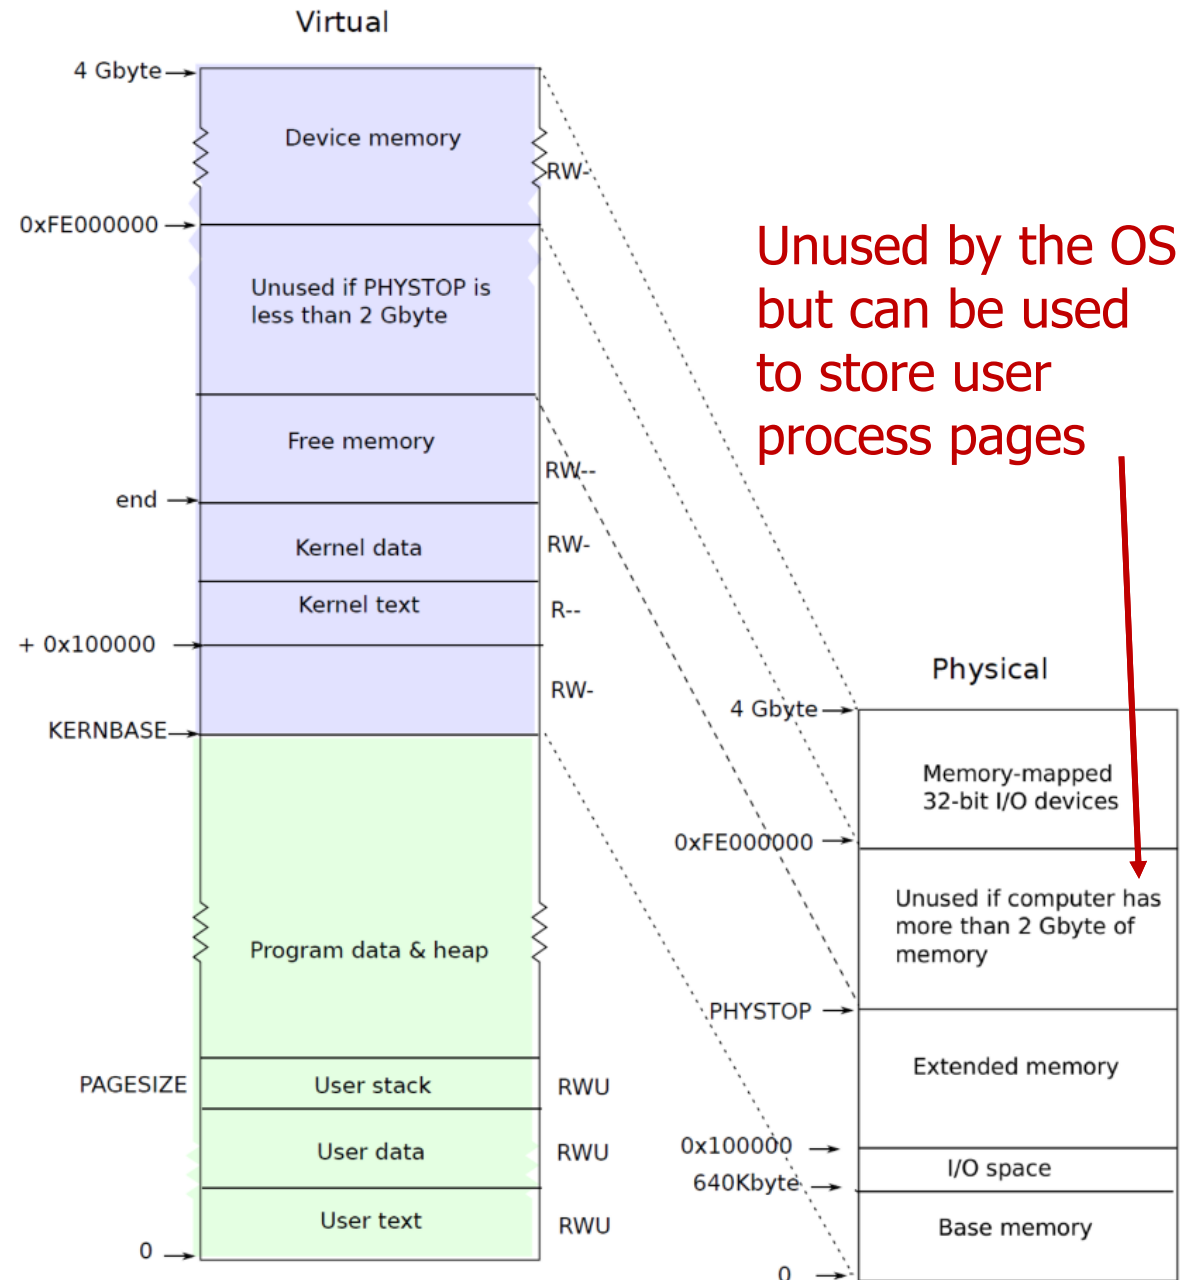 Virtual
4 Gbyte
Device memory
RW-
0xFE000000
Unused if PHYSTOP is
less than 2 Gbyte
Free memory
RW--
end
Kernel data
RW-
Kernel text
R--
+ 0x100000
RW-
KERNBASE
Program data & heap
PAGESIZE
User stack
RWU
User data
RWU
User text
RWU
0
Unused by the OS
but can be used
to store user
process pages
Physical
4 Gbyte
Memory-mapped
32-bit I/O devices
0xFE000000
Unused if computer has
more than 2 Gbyte of
memory
PHYSTOP
Extended memory
0x100000
I/O space
640Kbyte
Base memory
0